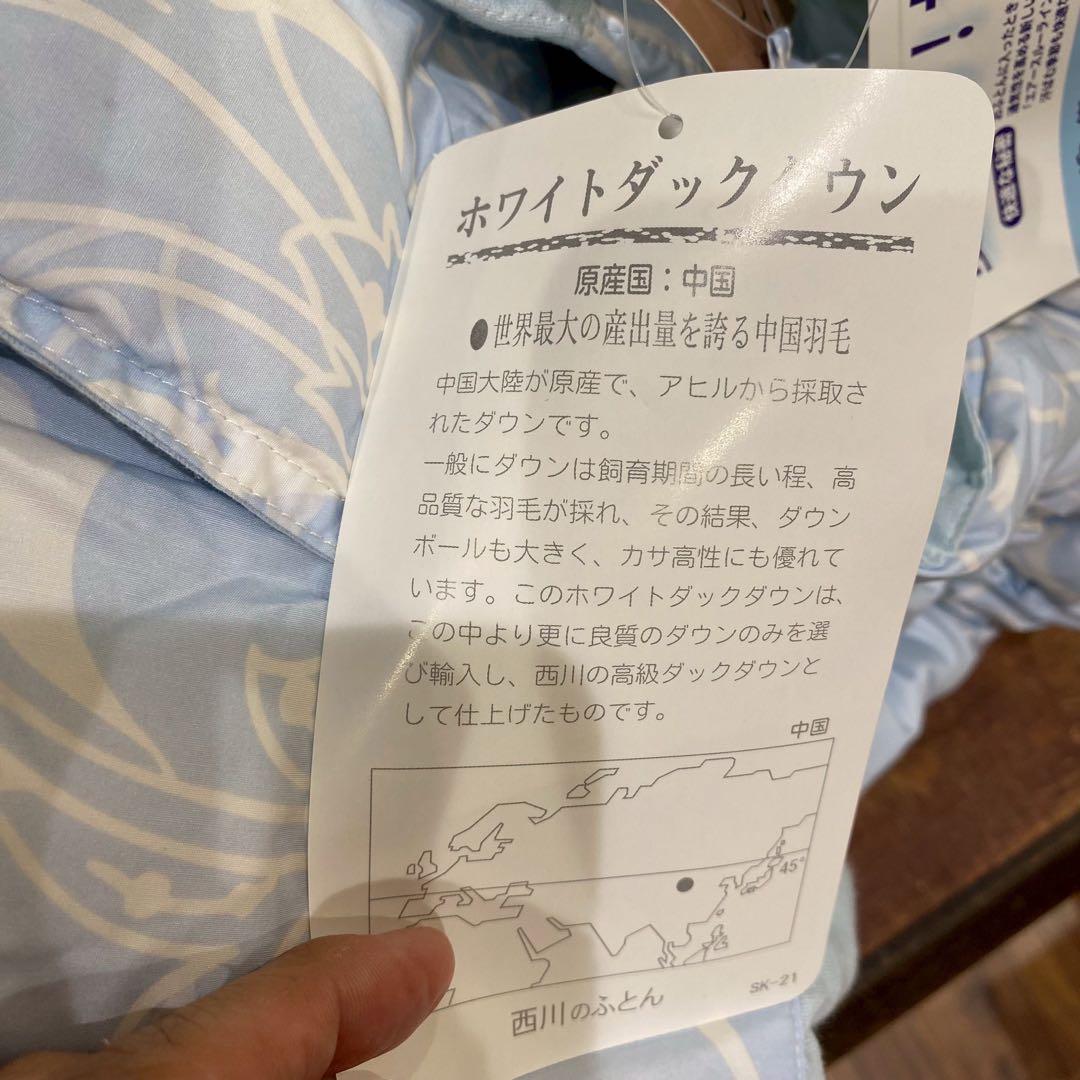 ホワイトダックダウン
原産国：中国
●世界最大の産出量を誇る中国羽毛
中国大陸が原産で、アヒルから採取さ
れたダウンです。
一般にダウンは飼育期間の長い程、高
品質な羽毛が採れ、その結果、ダウン
ボールも大きく、カサ高性にも優れて
います。このホワイトダックダウンは、
この中より更に良質のダウンのみを選
び輸入し、西川の高級ダックダウンと
して仕上げたものです。
中国
45°
SK-21
西川のふとん